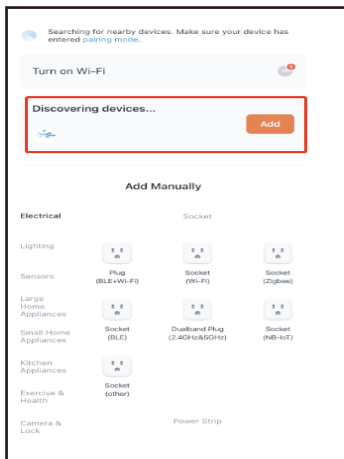 Searching for nearby devices. Make sure your device has
entered pairing mode.
Turn on Wi-Fi
Discovering devices...
Add
Add Manually
Electrical
Socket
Lighting
Plug
(BLE+Wi-Fi)
Socket
(Wi-Fi)
Socket
(Zigbee)
Sensors
Large
Home
Appliances
Socket
(BLE)
Dualband Plug
(2.4GHz&5GHz)
Socket
(NB-IoT)
Small Home
Appliances
Kitchen
Appliances
Socket
(other)
Exercise &
Health
Camera &
Lock
Power Strip